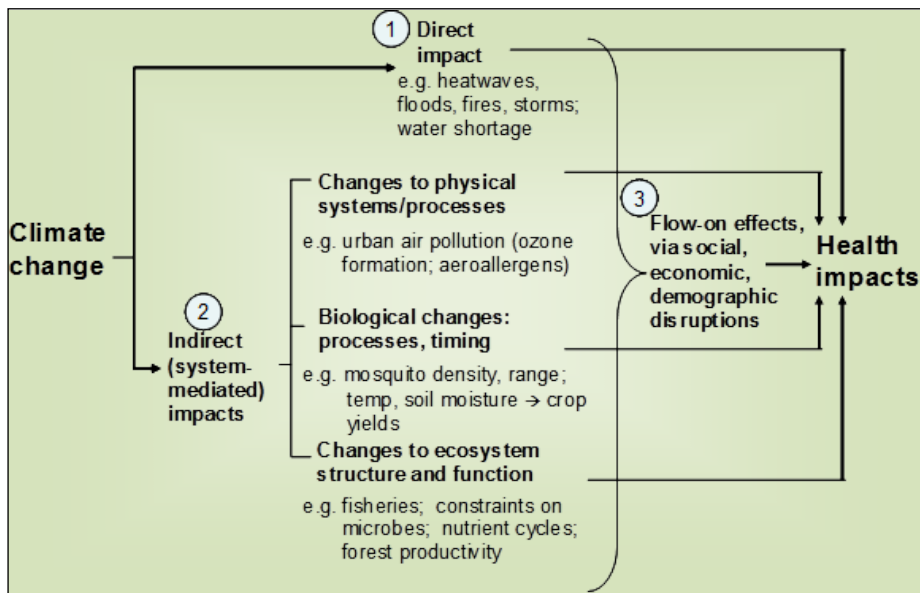 1
Direct
impact
e.g. heatwaves,
floods, fires, storms;
water shortage
Climate
change
2
Indirect
(system-
mediated)
impacts
Changes to physical
systems/processes
e.g. urban air pollution (ozone
formation; aeroallergens)
Biological changes:
processes, timing
e.g. mosquito density, range;
temp, soil moisture → crop
yields
Changes to ecosystem
structure and function
e.g. fisheries; constraints on
microbes; nutrient cycles;
forest productivity
3
Flow-on effects,
via social,
economic,
demographic
disruptions
Health
impacts